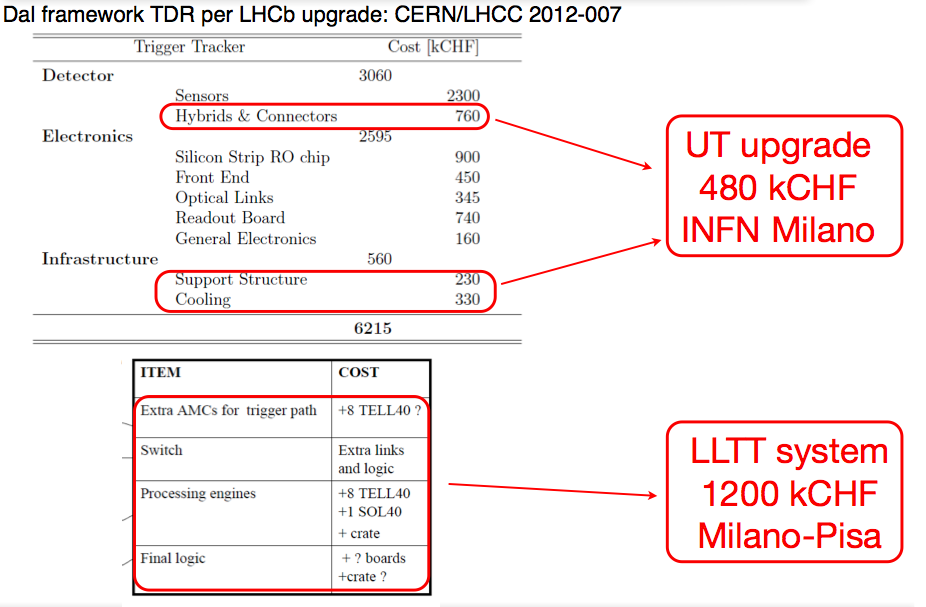 Dal framework TDR per LHCb upgrade: CERN/LHCC 2012-007
Trigger Tracker Cost [kCHF]
Detector 3060
Sensors 2300
Hybrids & Connectors 760
Electronics 2595
Silicon Strip RO chip 900
Front End 450
Optical Links 345
Readout Board 740
General Electronics 160
Infrastructure 560
Support Structure 230
Cooling 330
6215
UT upgrade
480 kCHF
INFN Milano
ITEM COST
Extra AMCs for trigger path +8 TELL40 ?
Switch Extra links
and logic
Processing engines +8 TELL40
+1 SOL40
+ crate
Final logic + ? boards
+crate ?
LLTT system
1200 kCHF
Milano-Pisa